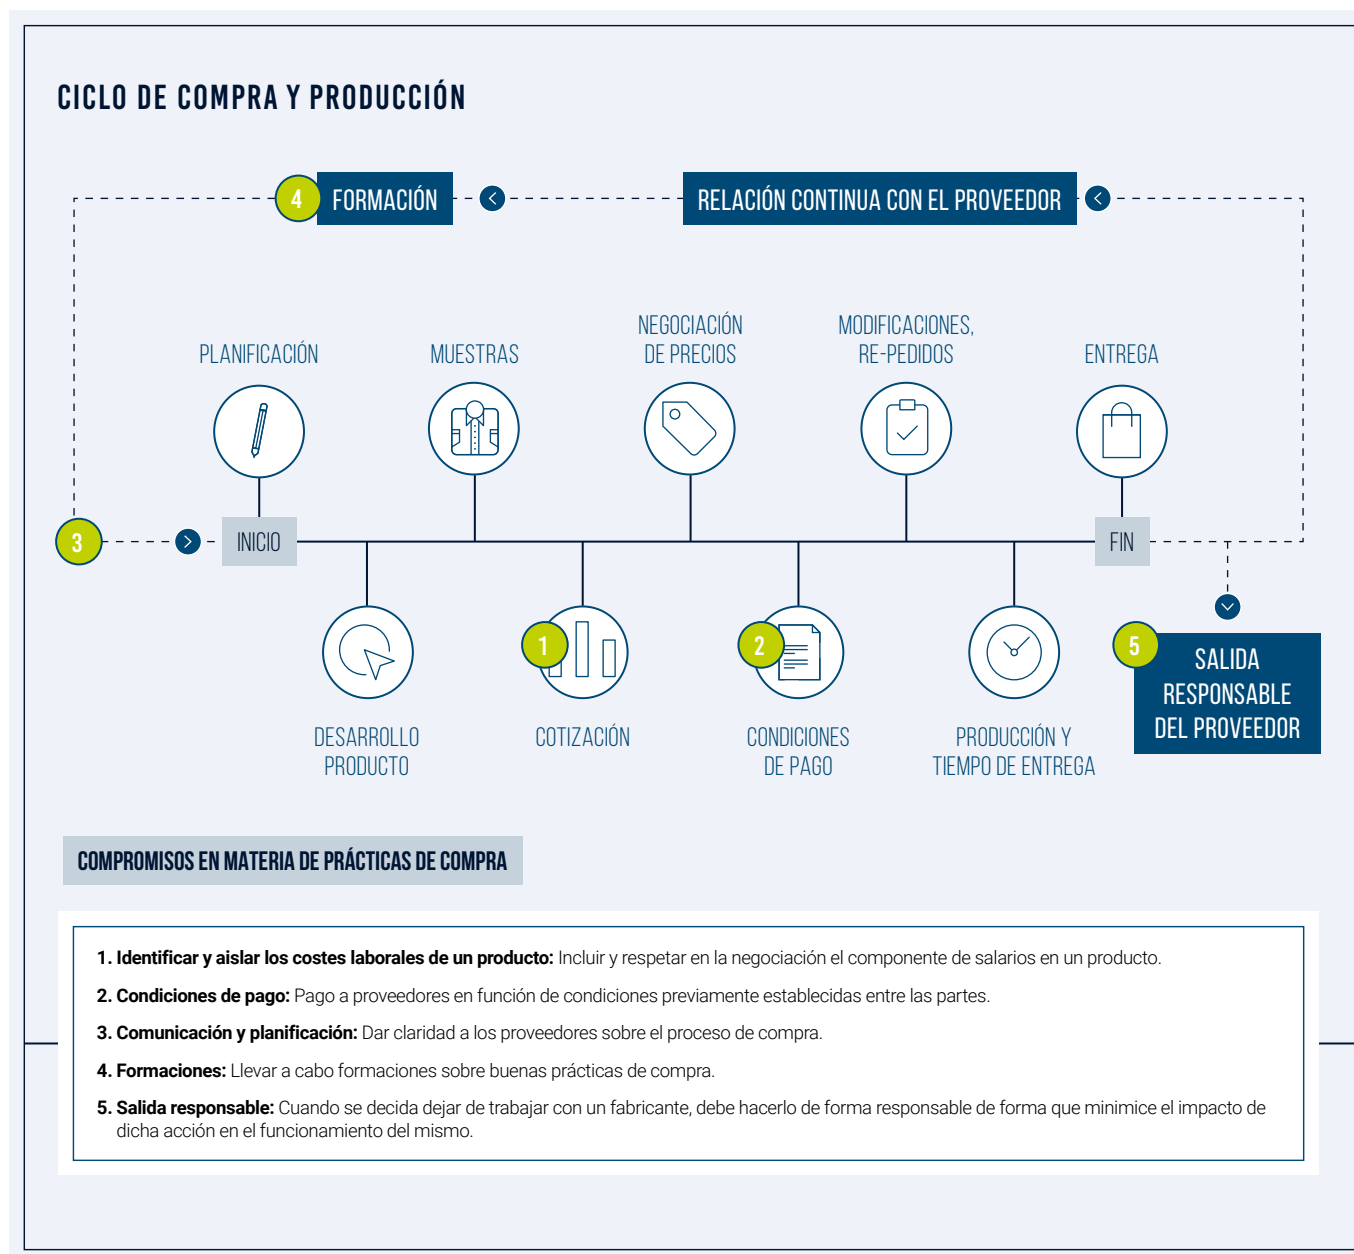 CICLO DE COMPRA Y PRODUCCIÓN
4
FORMACIÓN
RELACIÓN CONTINUA CON EL PROVEEDOR
PLANIFICACIÓN
MUESTRAS
NEGOCIACIÓN
DE PRECIOS
MODIFICACIONES,
RE-PEDIDOS
ENTREGA
3
INICIO
FIN
1
2
5
SALIDA
RESPONSABLE
DEL PROVEEDOR
DESARROLLO
PRODUCTO
COTIZACIÓN
CONDICIONES
DE PAGO
PRODUCCIÓN Y
TIEMPO DE ENTREGA
COMPROMISOS EN MATERIA DE PRÁCTICAS DE COMPRA
1. Identificar y aislar los costes laborales de un producto: Incluir y respetar en la negociación el componente de salarios en un producto.
2. Condiciones de pago: Pago a proveedores en función de condiciones previamente establecidas entre las partes.
3. Comunicación y planificación: Dar claridad a los proveedores sobre el proceso de compra.
4. Formaciones: Llevar a cabo formaciones sobre buenas prácticas de compra.
5. Salida responsable: Cuando se decida dejar de trabajar con un fabricante, debe hacerlo de forma responsable de forma que minimice el impacto de
dicha acción en el funcionamiento del mismo.